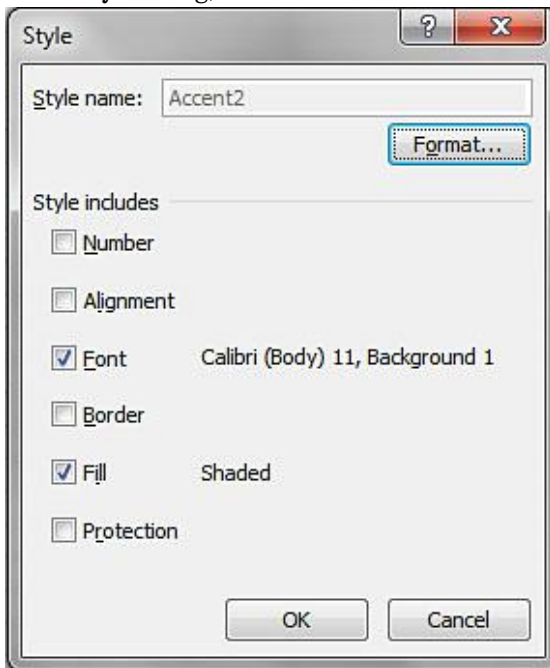 Style
Style name: Accent2
Format...
Style includes
Number
Alignment
Font Calibri (Body) 11, Background 1
Border
Fill Shaded
Protection
OK Cancel